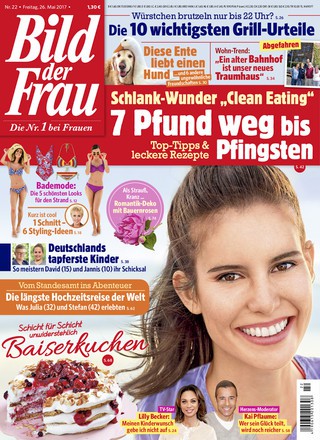 Nr. 22 • Freitag, 26. Mai 2017 • 1,30 €
Bild
der
Frau
Die Nr. 1 bei Frauen
Würstchen brutzeln nur bis 22 Uhr? S. 26
Die 10 wichtigsten Grill-Urteile
Diese Ente
liebt einen
Hund...
... und andere
ungewöhnliche
Freundschaften
Abgefahren
Wohn-Trend:
"Ein alter Bahnhof
ist unser neues
Traumhaus"
Schlank-Wunder „Clean Eating“
7 Pfund weg bis
Top-Tipps &
leckere Rezepte
Pfingsten
Bademode:
Die 5 schönsten Looks
für den Strand
Kurz ist cool
1 Schnitt –
6 Styling-Ideen
Als Strauß,
Kranz ...
Romantik-Deko
mit Bauernrosen
Deutschlands
tapferste Kinder
So meistern David (15) und Jannis (10) ihr Schicksal
Vom Standesamt ins Abenteuer
Die längste Hochzeitsreise der Welt
Was Julia (32) und Stefan (42) erlebten
Schicht für Schicht
unwiderstehlich
Baiserkuchen
TV-Star
Lilly Becker:
Meinen Kinderwunsch
gebe ich nicht auf
Herzens-Moderator
Kai Pflaume:
Wer sein Glück teilt,
wird noch reicher